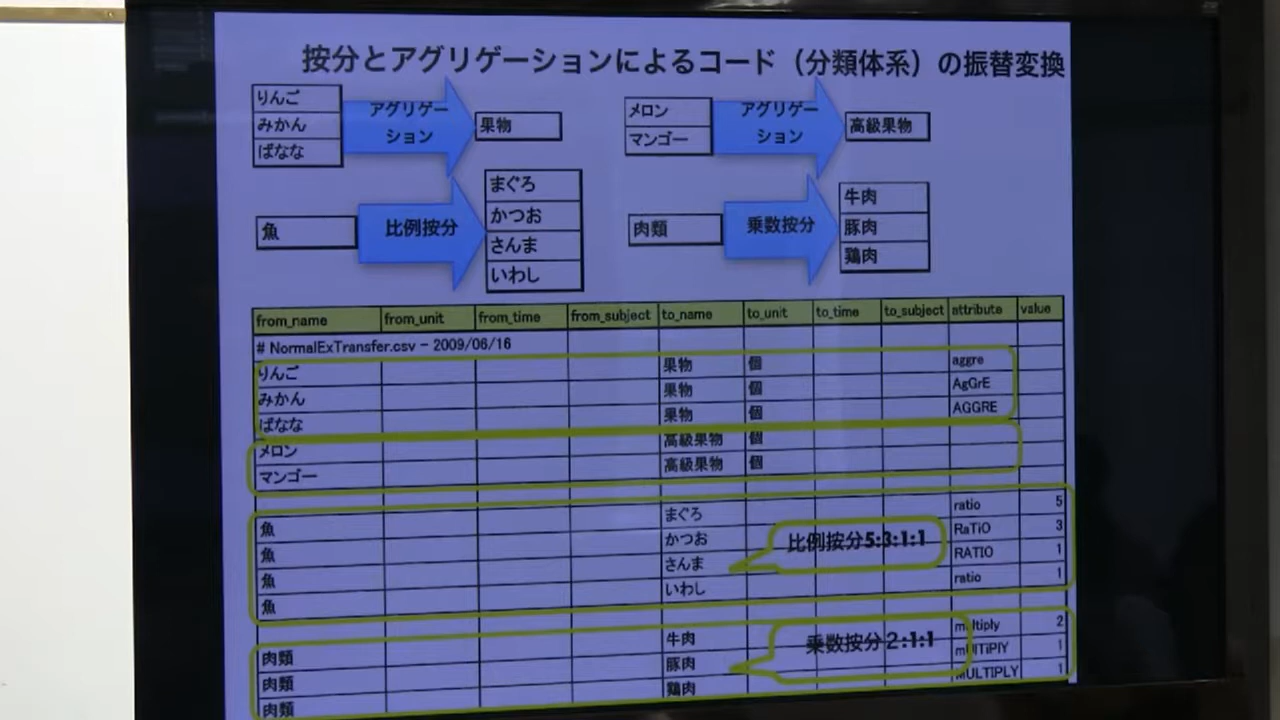 按分とアグリゲーションによるコード（分類体系）の振替変換
りんご
みかん
ばなな
アグリゲー
ション
果物
メロン
マンゴー
アグリゲー
ション
高級果物
魚
比例按分
まぐろ
かつお
さんま
いわし
肉類
乗数按分
牛肉
豚肉
鶏肉
from_name from_unit from_time from_subject to_name to_unit to_time to_subject attribute value
# NormalExTransfer.csv - 2009/06/16
りんご 果物 個 aggre
みかん 果物 個 AgGrE
ばなな 果物 個 AGGRE
メロン 高級果物 個
マンゴー 高級果物 個
魚 まぐろ ratio 5
魚 かつお RaTiO 3
魚 さんま RATIO 1
魚 いわし ratio 1
比例按分5:3:1:1
肉類 牛肉 multiply 2
肉類 豚肉 mUlTiPlY 1
肉類 鶏肉 MULTIPLY 1
乗数按分２:1:1